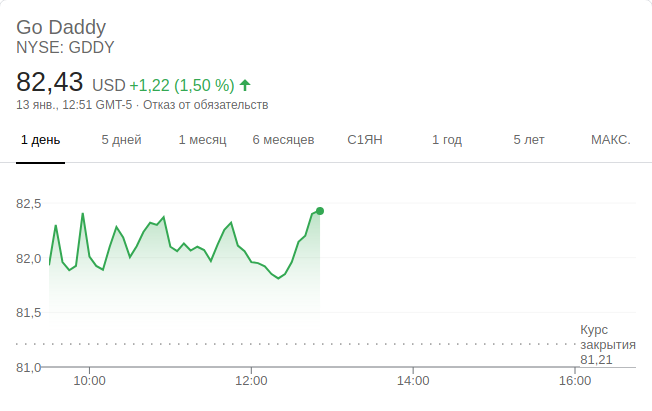 Go Daddy
NYSE: GDDY
82,43 USD +1,22 (1,50 %)
13 янв., 12:51 GMT-5 · Отказ от обязательств
1 день 5 дней 1 месяц 6 месяцев С1ЯН 1 год 5 лет МАКС.
82,5
82,0
81,5
Курс
закрытия
81,21
81,0
10:00 12:00 14:00 16:00